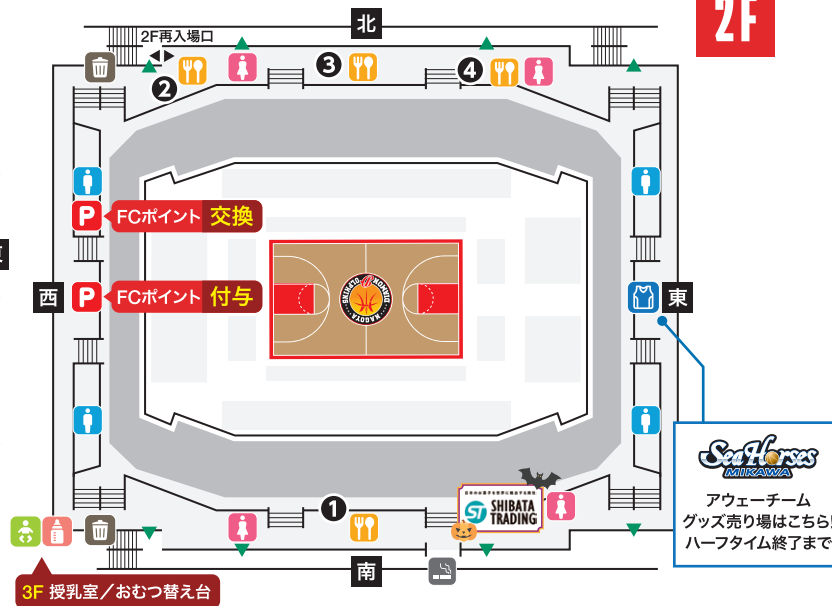 2F
北
2F再入場口
2
3
4
P
FCポイント 交換
西
P
FCポイント 付与
NAGOYA
DIAMOND DOLPHINS
東
SeaHorses
MIKAWA
アウェーチーム
グッズ売り場はこちら!
ハーフタイム終了まで
1
ST SHIBATA
TRADING
南
3F 授乳室/おむつ替え台